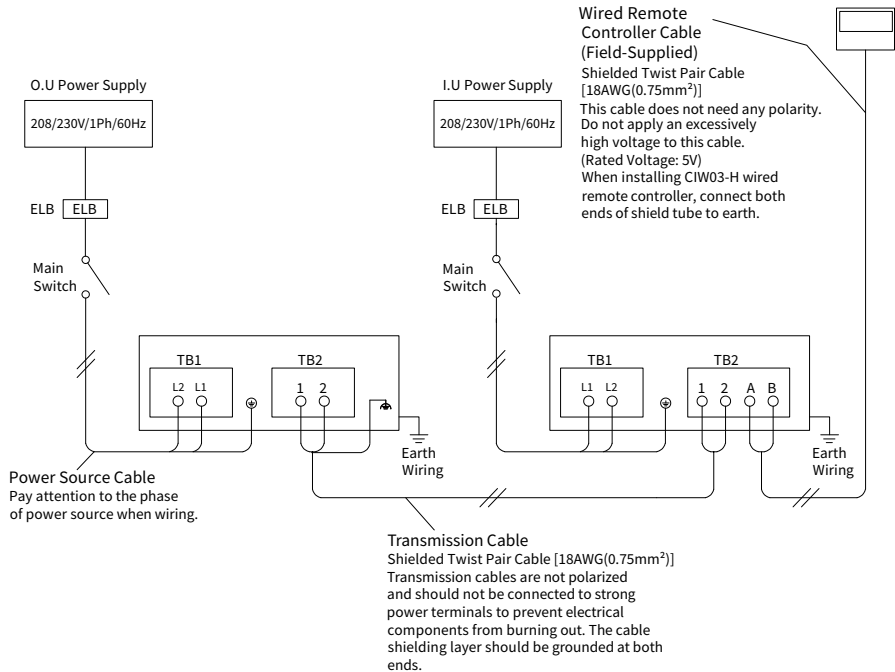 Wired Remote
Controller Cable
(Field-Supplied)
Shielded Twist Pair Cable
[18AWG(0.75mm²)]
This cable does not need any polarity.
Do not apply an excessively
high voltage to this cable.
(Rated Voltage: 5V)
When installing CIW03-H wired
remote controller, connect both
ends of shield tube to earth.
O.U Power Supply
208/230V/1Ph/60Hz
ELB ELB
Main
Switch
TB1
L2 L1
TB2
1 2
Earth
Wiring
Power Source Cable
Pay attention to the phase
of power source when wiring.
I.U Power Supply
208/230V/1Ph/60Hz
ELB ELB
Main
Switch
TB1
L1 L2
TB2
1 2 A B
Earth
Wiring
Transmission Cable
Shielded Twist Pair Cable [18AWG(0.75mm²)]
Transmission cables are not polarized
and should not be connected to strong
power terminals to prevent electrical
components from burning out. The cable
shielding layer should be grounded at both
ends.